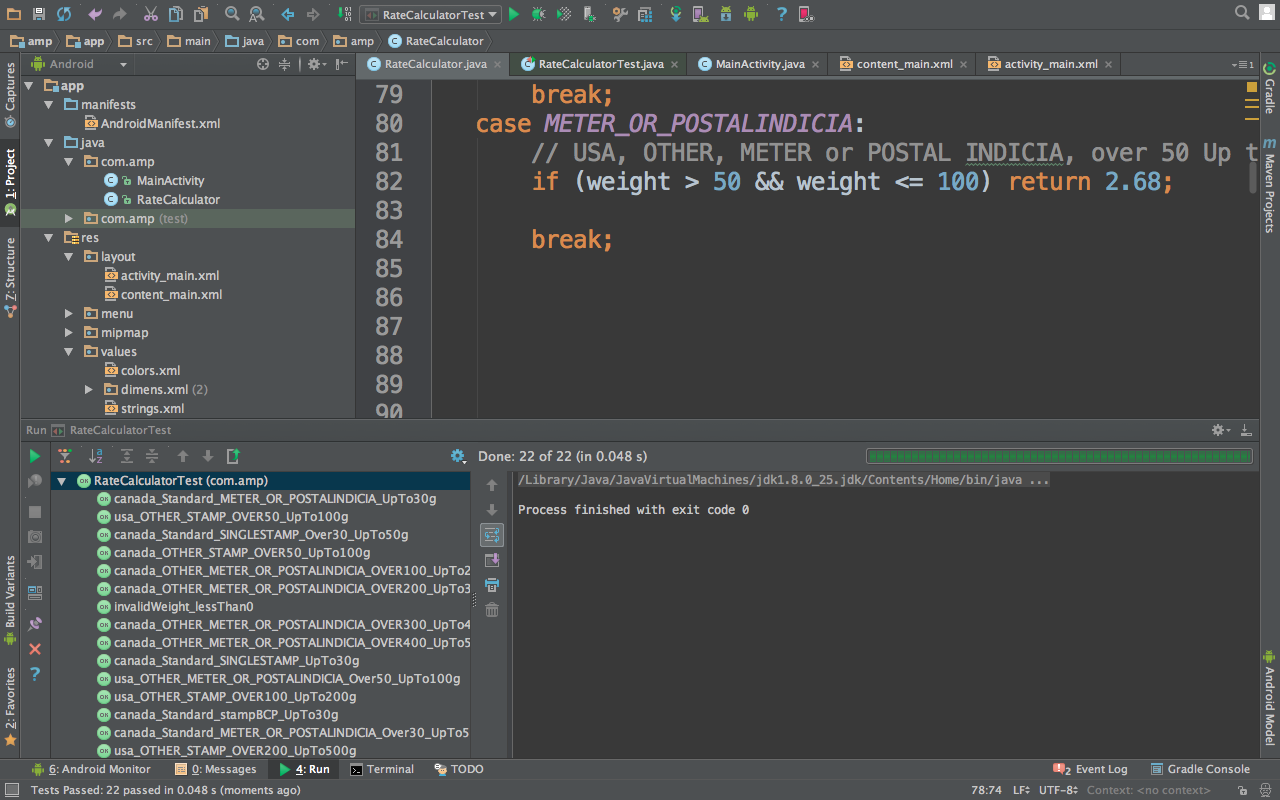 RateCalculatorTest
amp
app
src
main
java
com
amp
RateCalculator
Android
RateCalculator.java
RateCalculatorTest.java
MainActivity.java
content_main.xml
activity_main.xml
1
Captures
1: Project
7: Structure
Build Variants
2: Favorites
app
manifests
AndroidManifest.xml
java
com.amp
MainActivity
RateCalculator
com.amp (test)
res
layout
activity_main.xml
content_main.xml
menu
mipmap
values
colors.xml
dimens.xml (2)
strings.xml
79 break;
80 case METER_OR_POSTALINDICIA:
81 // USA, OTHER, METER or POSTAL INDICIA, over 50 Up t
82 if (weight > 50 && weight <= 100) return 2.68;
83
84 break;
85
86
87
88
89
90
Gradle
Maven Projects
Android Model
Run RateCalculatorTest
Done: 22 of 22 (in 0.048 s)
RateCalculatorTest (com.amp)
canada_Standard_METER_OR_POSTALINDICIA_UpTo30g
usa_OTHER_STAMP_OVER50_UpTo100g
canada_Standard_SINGLESTAMP_Over30_UpTo50g
canada_OTHER_STAMP_OVER50_UpTo100g
canada_OTHER_METER_OR_POSTALINDICIA_OVER100_UpTo2
canada_OTHER_METER_OR_POSTALINDICIA_OVER200_UpTo3
invalidWeight_lessThan0
canada_OTHER_METER_OR_POSTALINDICIA_OVER300_UpTo4
canada_OTHER_METER_OR_POSTALINDICIA_OVER400_UpTo5
canada_Standard_SINGLESTAMP_UpTo30g
usa_OTHER_METER_OR_POSTALINDICIA_Over50_UpTo100g
usa_OTHER_STAMP_OVER100_UpTo200g
canada_Standard_stampBCP_UpTo30g
canada_Standard_METER_OR_POSTALINDICIA_Over30_UpTo5
usa_OTHER_STAMP_OVER200_UpTo500g
/Library/Java/JavaVirtualMachines/jdk1.8.0_25.jdk/Contents/Home/bin/java ...
Process finished with exit code 0
6: Android Monitor
0: Messages
4: Run
Terminal
TODO
2 Event Log
Gradle Console
Tests Passed: 22 passed in 0.048 s (moments ago)
78:74 LF UTF-8 Context: <no context>